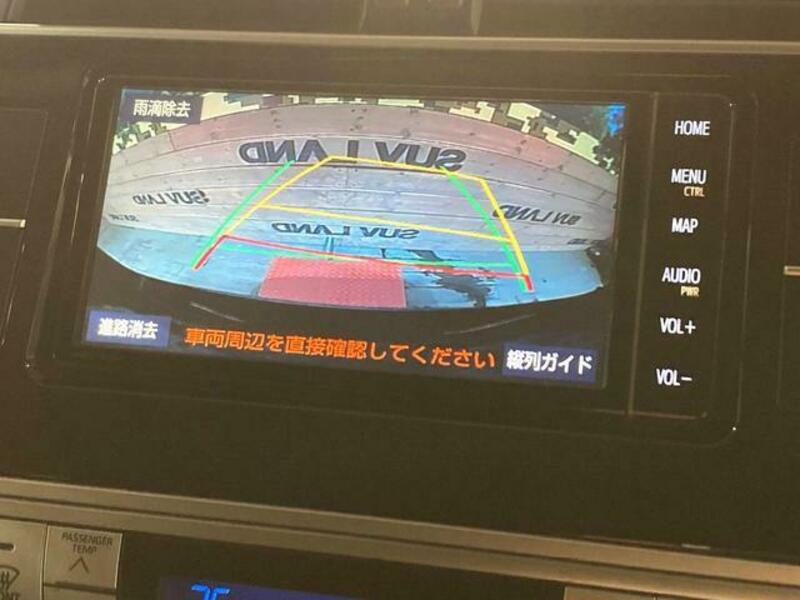 雨滴除去
SUV LAND
SUV LAND
SUV LAND
SUV LAND
進路消去
車両周辺を直接確認してください
縦列ガイド
HOME
MENU
CTRL
MAP
AUDIO
PWR
VOL+
VOL-
PASSENGER
TEMP